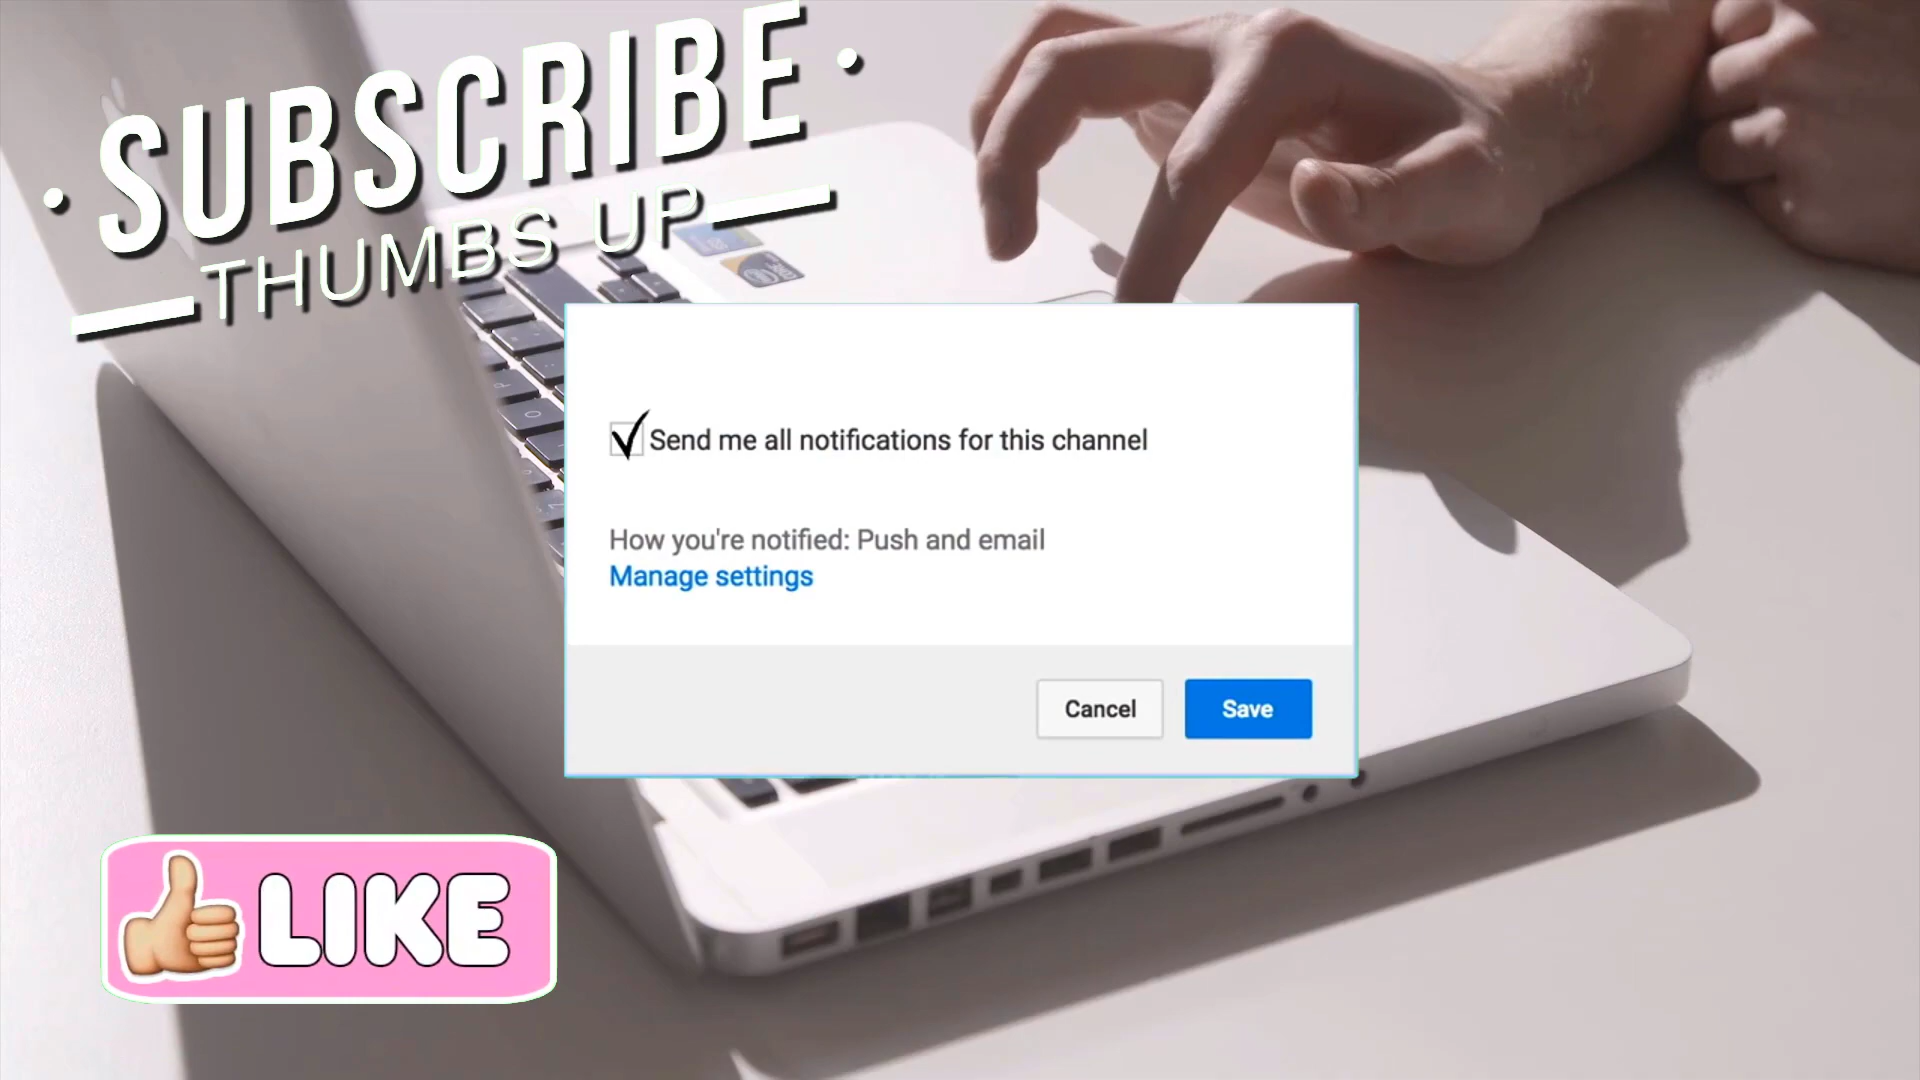 SUBSCRIBE
THUMBS UP
Send me all notifications for this channel
How you're notified: Push and email
Manage settings
Cancel
Save
LIKE